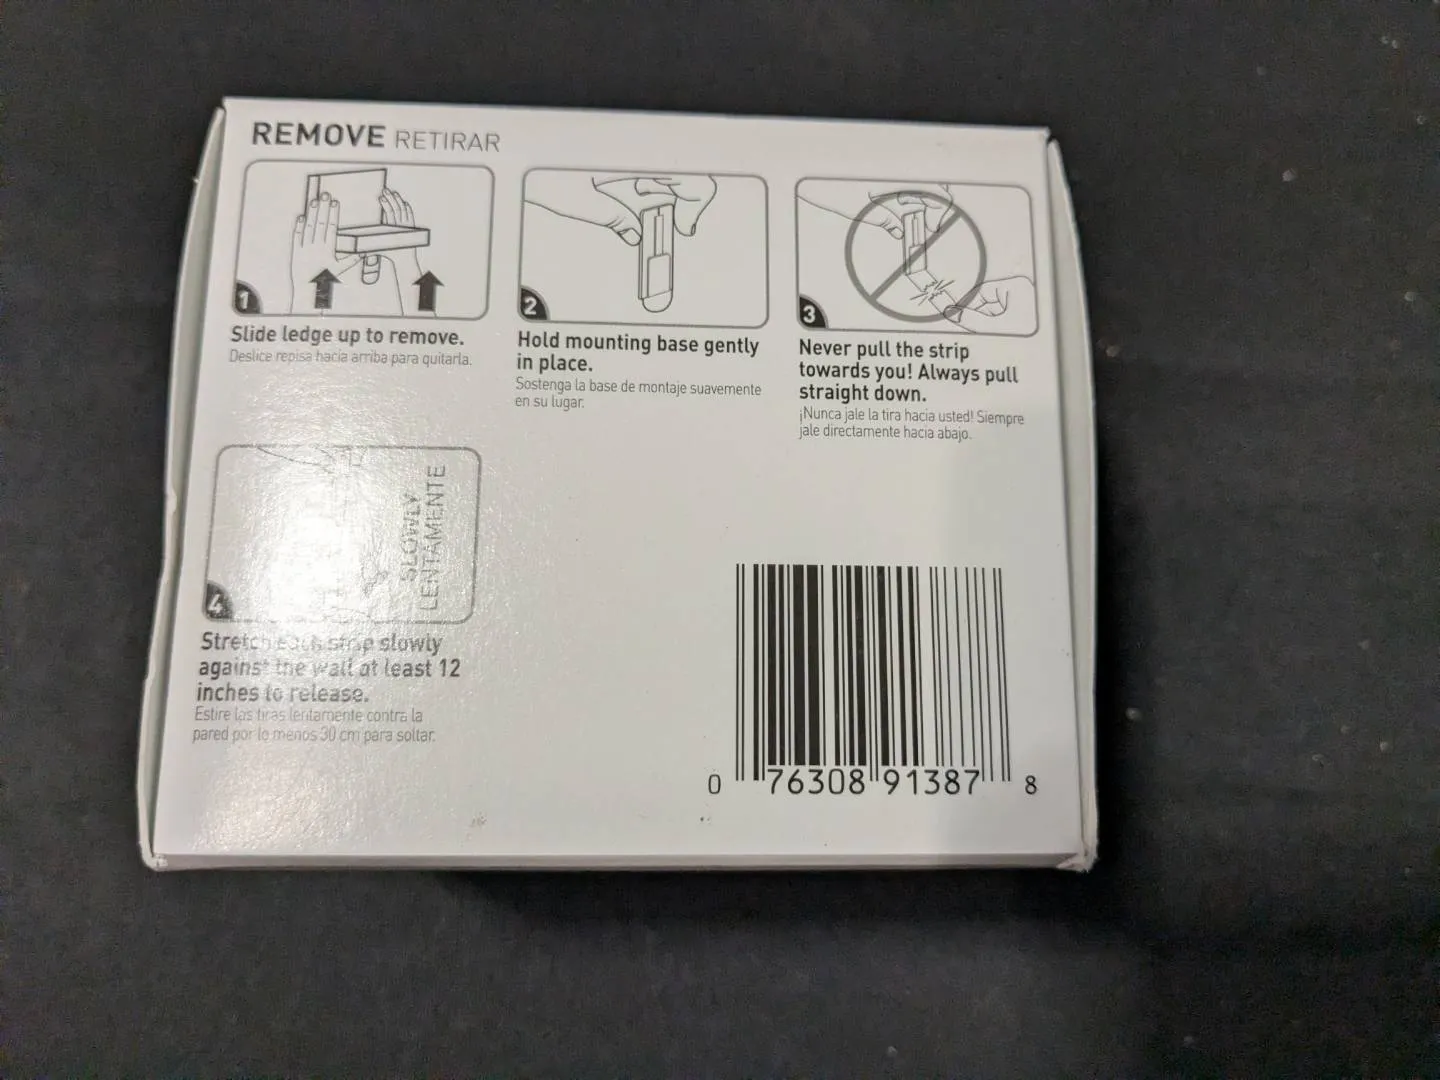 REMOVE RETIRAR
1
Slide ledge up to remove.
Deslice repisa hacia arriba para quitarla.
2
Hold mounting base gently
in place.
Sostenga la base de montaje suavemente
en su lugar.
3
Never pull the strip
towards you! Always pull
straight down.
¡Nunca jale la tira hacia usted! Siempre
jale directamente hacia abajo.
SLOWLY
LENTAMENTE
4
Stretch each strip slowly
against the wall at least 12
inches to release.
Estire las tiras lentamente contra la
pared por lo menos 30 cm para soltar.
0 76308 91387 8